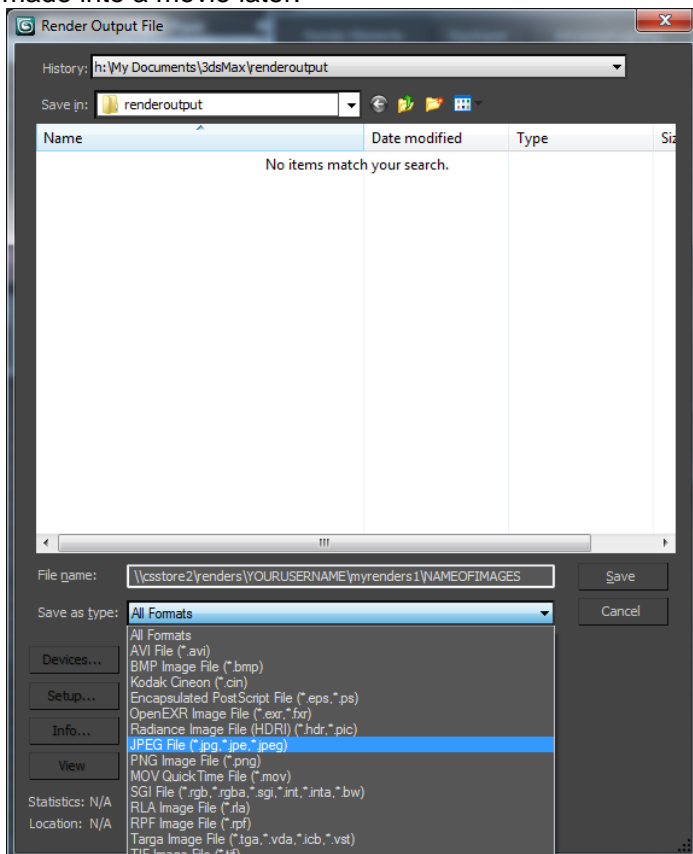 made into a movie later.
Render Output File
History: h:\My Documents\3dsMax\renderoutput
Save in: renderoutput
Name Date modified Type Siz
No items match your search.
File name: \\csstore2\renders\YOURUSERNAME\myrenders1\NAMEOFIMAGES Save
Save as type: All Formats Cancel
All Formats
AVI File (*.avi)
Devices...
BMP Image File (*.bmp)
Kodak Cineon (*.cin)
Setup...
Encapsulated PostScript File (*.eps,*.ps)
OpenEXR Image File (*.exr,*.fxr)
Info...
Radiance Image File (HDRI) (*.hdr,*.pic)
JPEG File (*.jpg,*.jpe,*.jpeg)
View
PNG Image File (*.png)
MOV QuickTime File (*.mov)
Statistics: N/A
SGI File (*.rgb,*.rgba,*.sgi,*.int,*.inta,*.bw)
RLA Image File (*.rla)
Location: N/A
RPF Image File (*.rpf)
Targa Image File (*.tga,*.vda,*.icb,*.vst)
TIF Image File (*.tif)